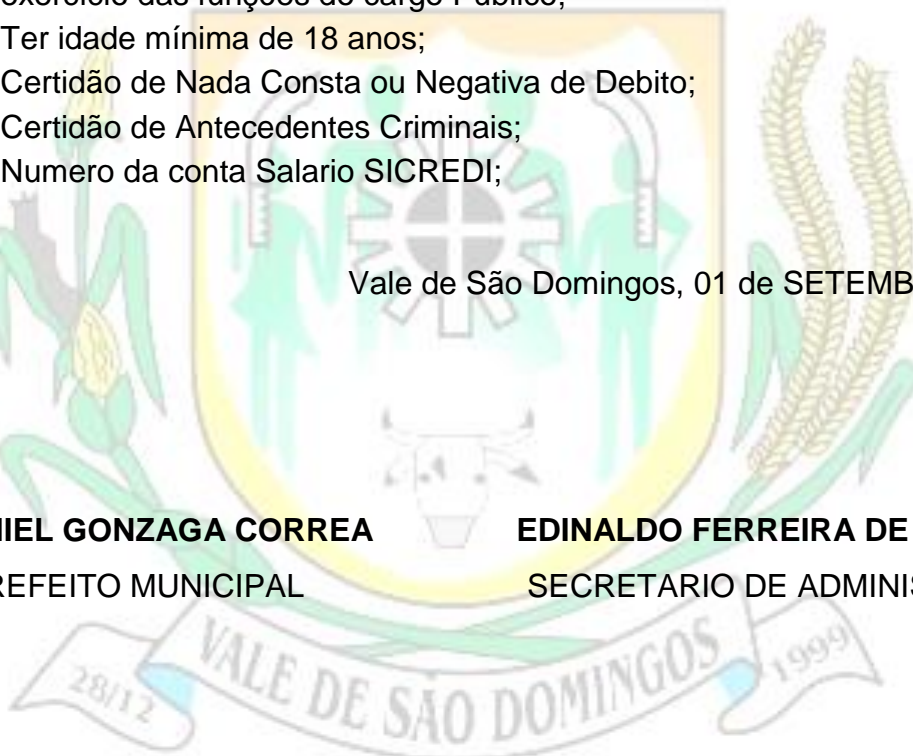 exercício das funções do cargo Público;
Ter idade mínima de 18 anos;
Certidão de Nada Consta ou Negativa de Debito;
Certidão de Antecedentes Criminais;
Numero da conta Salario SICREDI;
Vale de São Domingos, 01 de SETEMB
IEL GONZAGA CORREA EDINALDO FERREIRA DE
REFEITO MUNICIPAL SECRETARIO DE ADMINIS
28/12 VALE DE SÃO DOMINGOS 1999